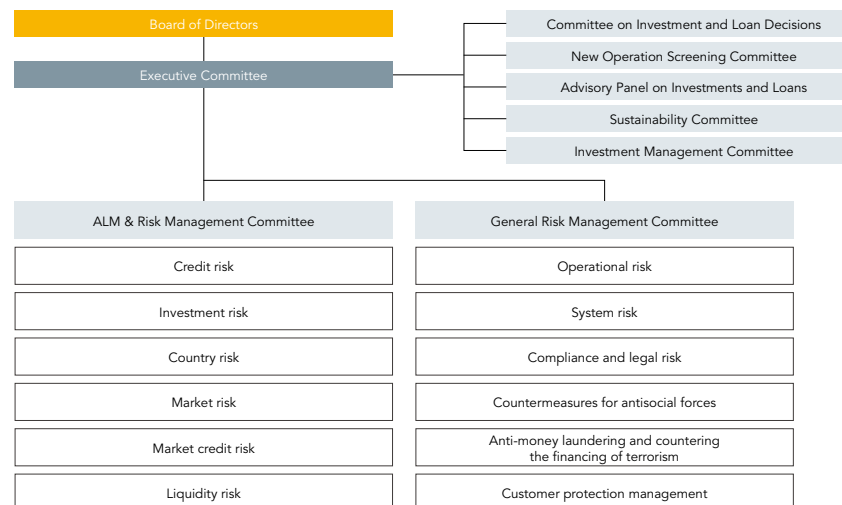 Board of Directors
Executive Committee
Committee on Investment and Loan Decisions
New Operation Screening Committee
Advisory Panel on Investments and Loans
Sustainability Committee
Investment Management Committee
ALM & Risk Management Committee
Credit risk
Investment risk
Country risk
Market risk
Market credit risk
Liquidity risk
General Risk Management Committee
Operational risk
System risk
Compliance and legal risk
Countermeasures for antisocial forces
Anti-money laundering and countering
the financing of terrorism
Customer protection management